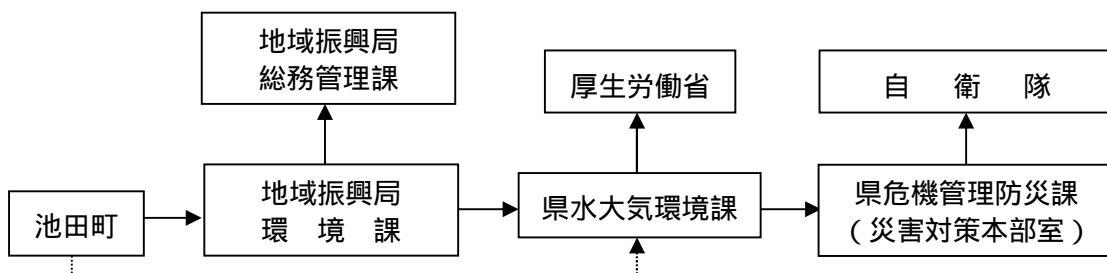 地域振興局
総務管理課
厚生労働省
自　衛　隊
池田町
地域振興局
環　境　課
県水大気環境課
県危機管理防災課
（災害対策本部室）